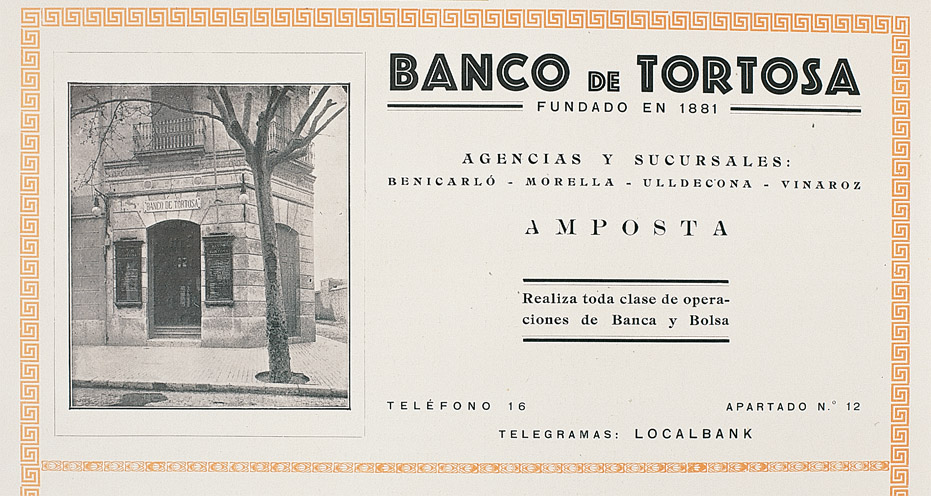 BANCO DE TORTOSA
FUNDADO EN 1881
AGENCIAS Y SUCURSALES:
BENICARLÓ - MORELLA - ULLDECONA - VINAROZ
AMPOSTA
Realiza toda clase de opera-
ciones de Banca y Bolsa
TELÉFONO 16
APARTADO N.° 12
TELEGRAMAS: LOCALBANK
BANCO DE TORTOSA